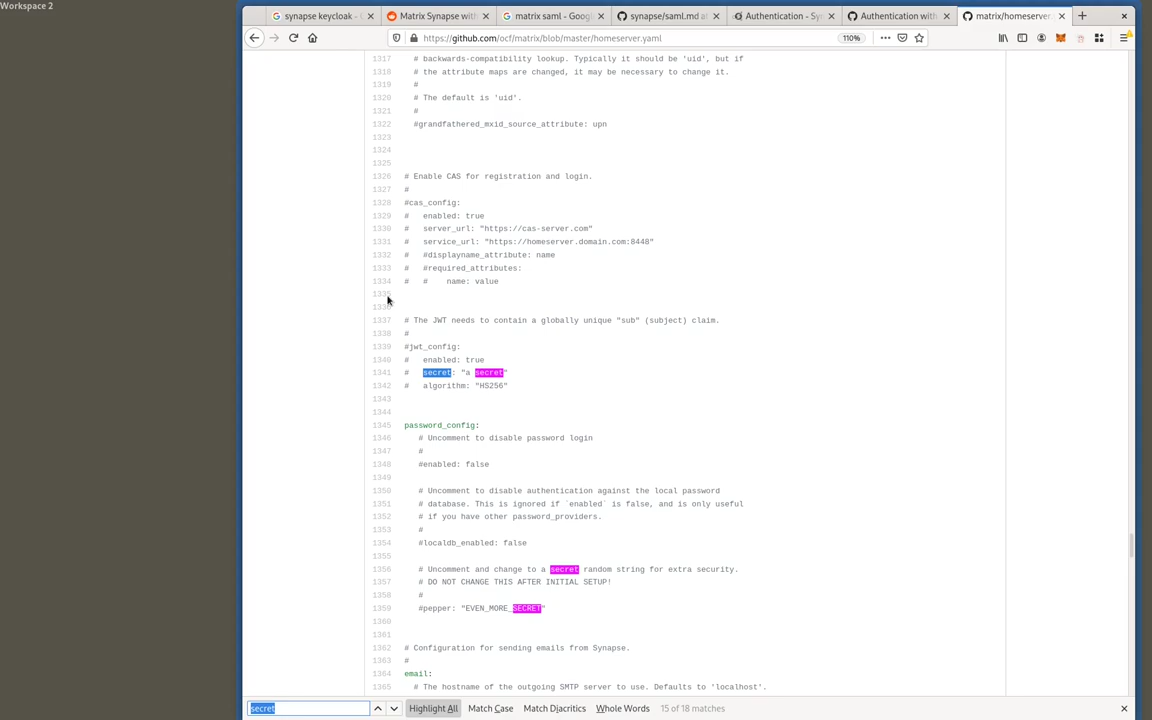 Workspace 2
synapse keycloak - G
Matrix Synapse with
matrix saml - Googl
synapse/saml.md at
Authentication - Syn
Authentication with
matrix/homeserver.
https://github.com/ocf/matrix/blob/master/homeserver.yaml
110%
1317 # backwards-compatibility lookup. Typically it should be 'uid', but if
1318 # the attribute maps are changed, it may be necessary to change it.
1319 #
1320 # The default is 'uid'.
1321 #
1322 #grandfathered_mxid_source_attribute: upn
1323
1324
1325
1326 # Enable CAS for registration and login.
1327 #
1328 #cas_config:
1329 # enabled: true
1330 # server_url: "https://cas-server.com"
1331 # service_url: "https://homeserver.domain.com:8448"
1332 # #displayname_attribute: name
1333 # #required_attributes:
1334 # # name: value
1335
1336
1337 # The JWT needs to contain a globally unique "sub" (subject) claim.
1338 #
1339 #jwt_config:
1340 # enabled: true
1341 # secret: "a secret"
1342 # algorithm: "HS256"
1343
1344
1345 password_config:
1346 # Uncomment to disable password login
1347 #
1348 #enabled: false
1349
1350 # Uncomment to disable authentication against the local password
1351 # database. This is ignored if `enabled` is false, and is only useful
1352 # if you have other password_providers.
1353 #
1354 #localdb_enabled: false
1355
1356 # Uncomment and change to a secret random string for extra security.
1357 # DO NOT CHANGE THIS AFTER INITIAL SETUP!
1358 #
1359 #pepper: "EVEN_MORE_SECRET"
1360
1361
1362 # Configuration for sending emails from Synapse.
1363 #
1364 email:
1365 # The hostname of the outgoing SMTP server to use. Defaults to 'localhost'.
secret
Highlight All
Match Case
Match Diacritics
Whole Words
15 of 18 matches